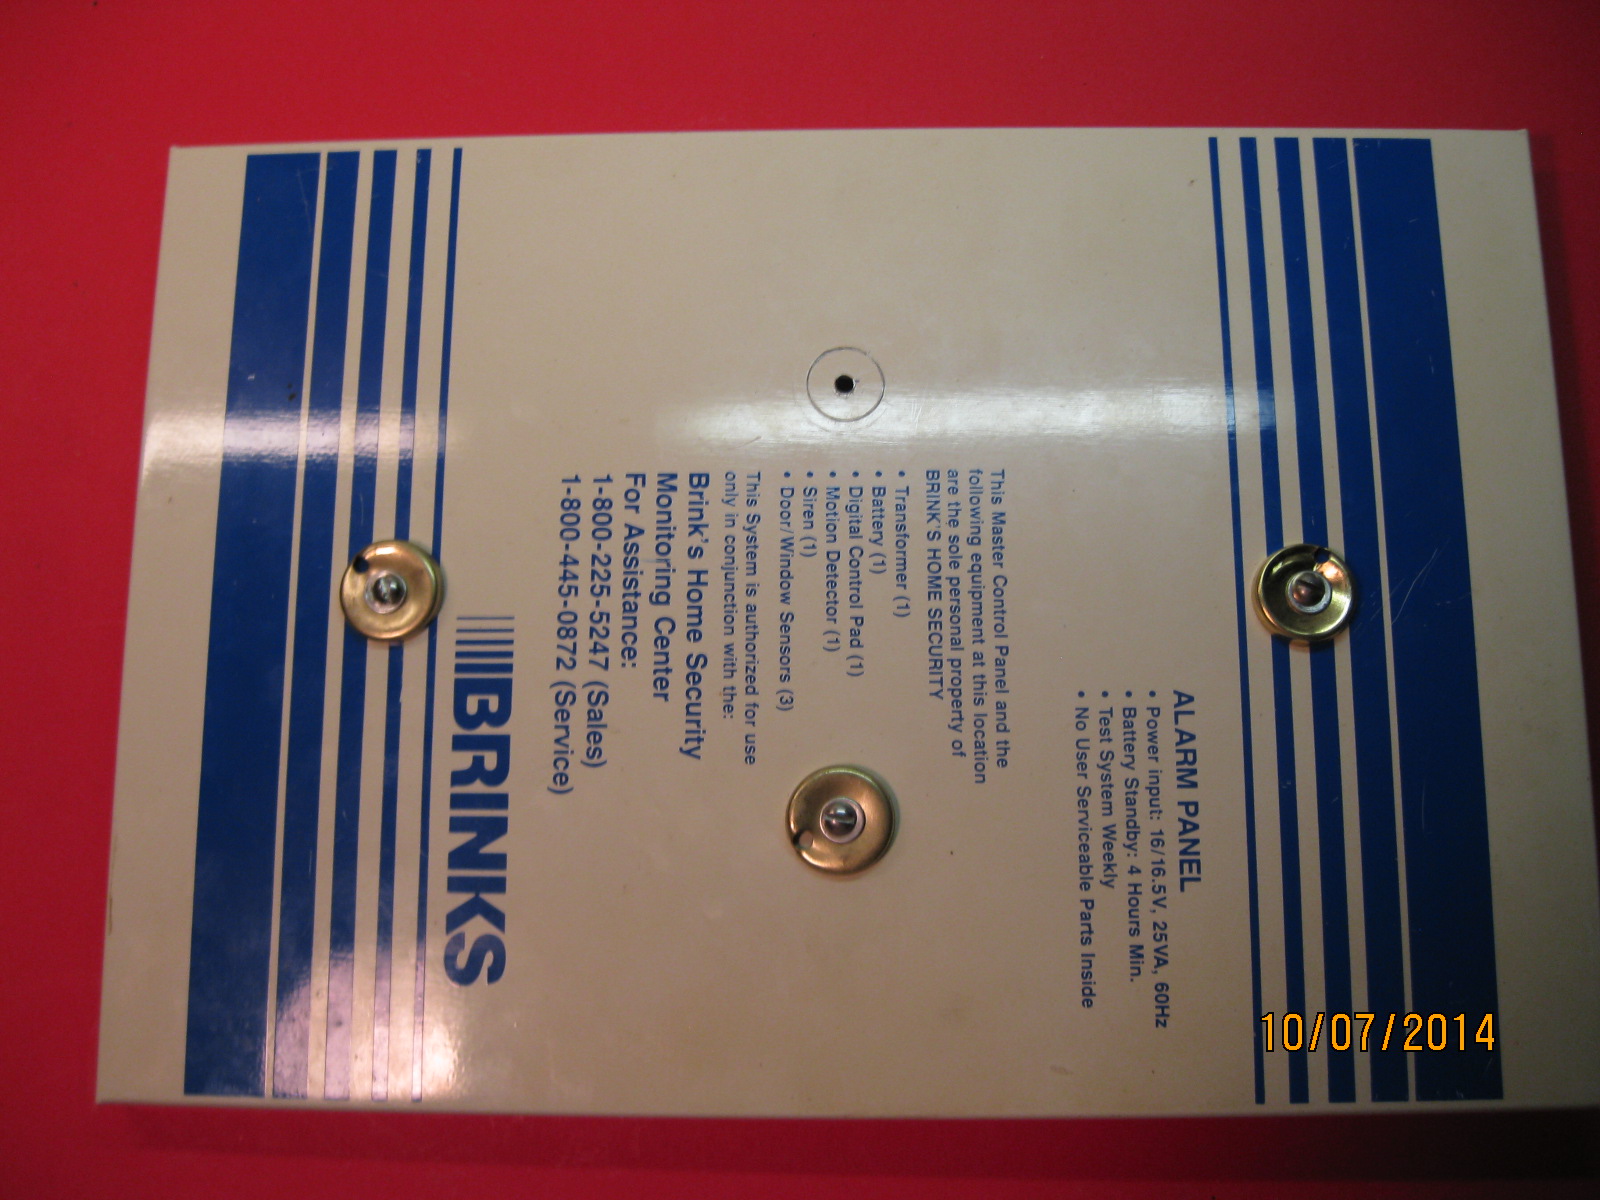 ALARM PANEL
• Power input: 16/16.5V, 25VA, 60Hz
• Battery Standby: 4 Hours Min.
• Test System Weekly
• No User Serviceable Parts Inside
This Master Control Panel and the
following equipment at this location
are the sole personal property of
BRINK'S HOME SECURITY
• Transformer (1)
• Battery (1)
• Digital Control Pad (1)
• Motion Detector (1)
• Siren (1)
• Door/Window Sensors (3)
This System is authorized for use
only in conjunction with the:
Brink's Home Security
Monitoring Center
For Assistance:
1-800-225-5247 (Sales)
1-800-445-0872 (Service)
BRINKS
10/07/2014